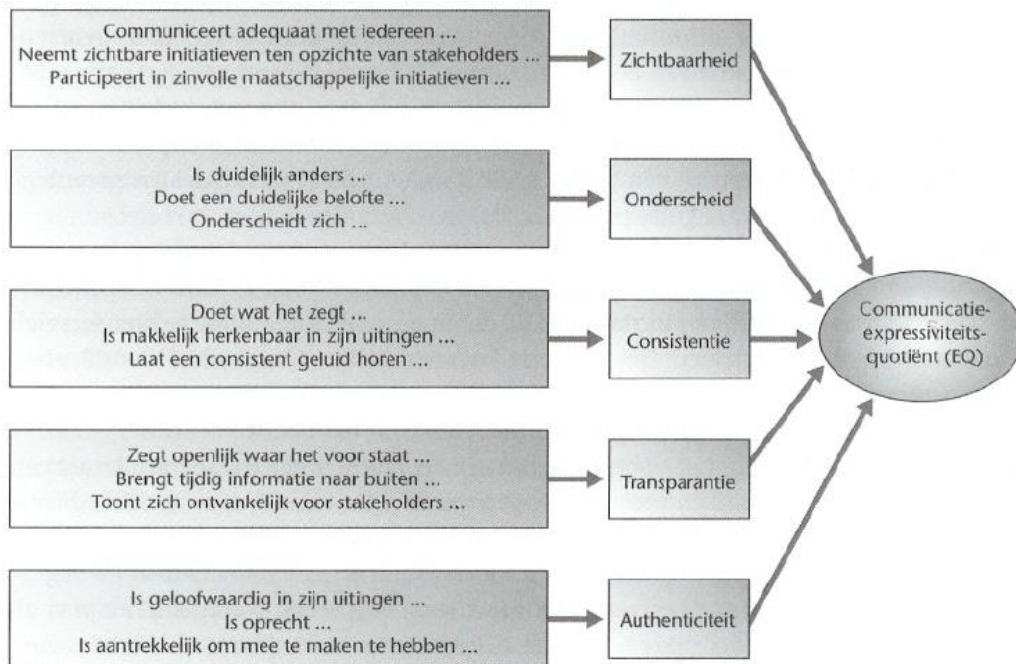 Communiceert adequaat met iedereen ...
Neemt zichtbare initiatieven ten opzichte van stakeholders ...
Participeert in zinvolle maatschappelijke initiatieven ...
Zichtbaarheid
Is duidelijk anders ...
Doet een duidelijke belofte ...
Onderscheidt zich ...
Onderscheid
Doet wat het zegt ...
Is makkelijk herkenbaar in zijn uitingen ...
Laat een consistent geluid horen ...
Consistentie
Communicatie-
expressiviteits-
quotiënt (EQ)
Zegt openlijk waar het voor staat ...
Brengt tijdig informatie naar buiten ...
Toont zich ontvankelijk voor stakeholders ...
Transparantie
Is geloofwaardig in zijn uitingen ...
Is oprecht ...
Is aantrekkelijk om mee te maken te hebben ...
Authenticiteit